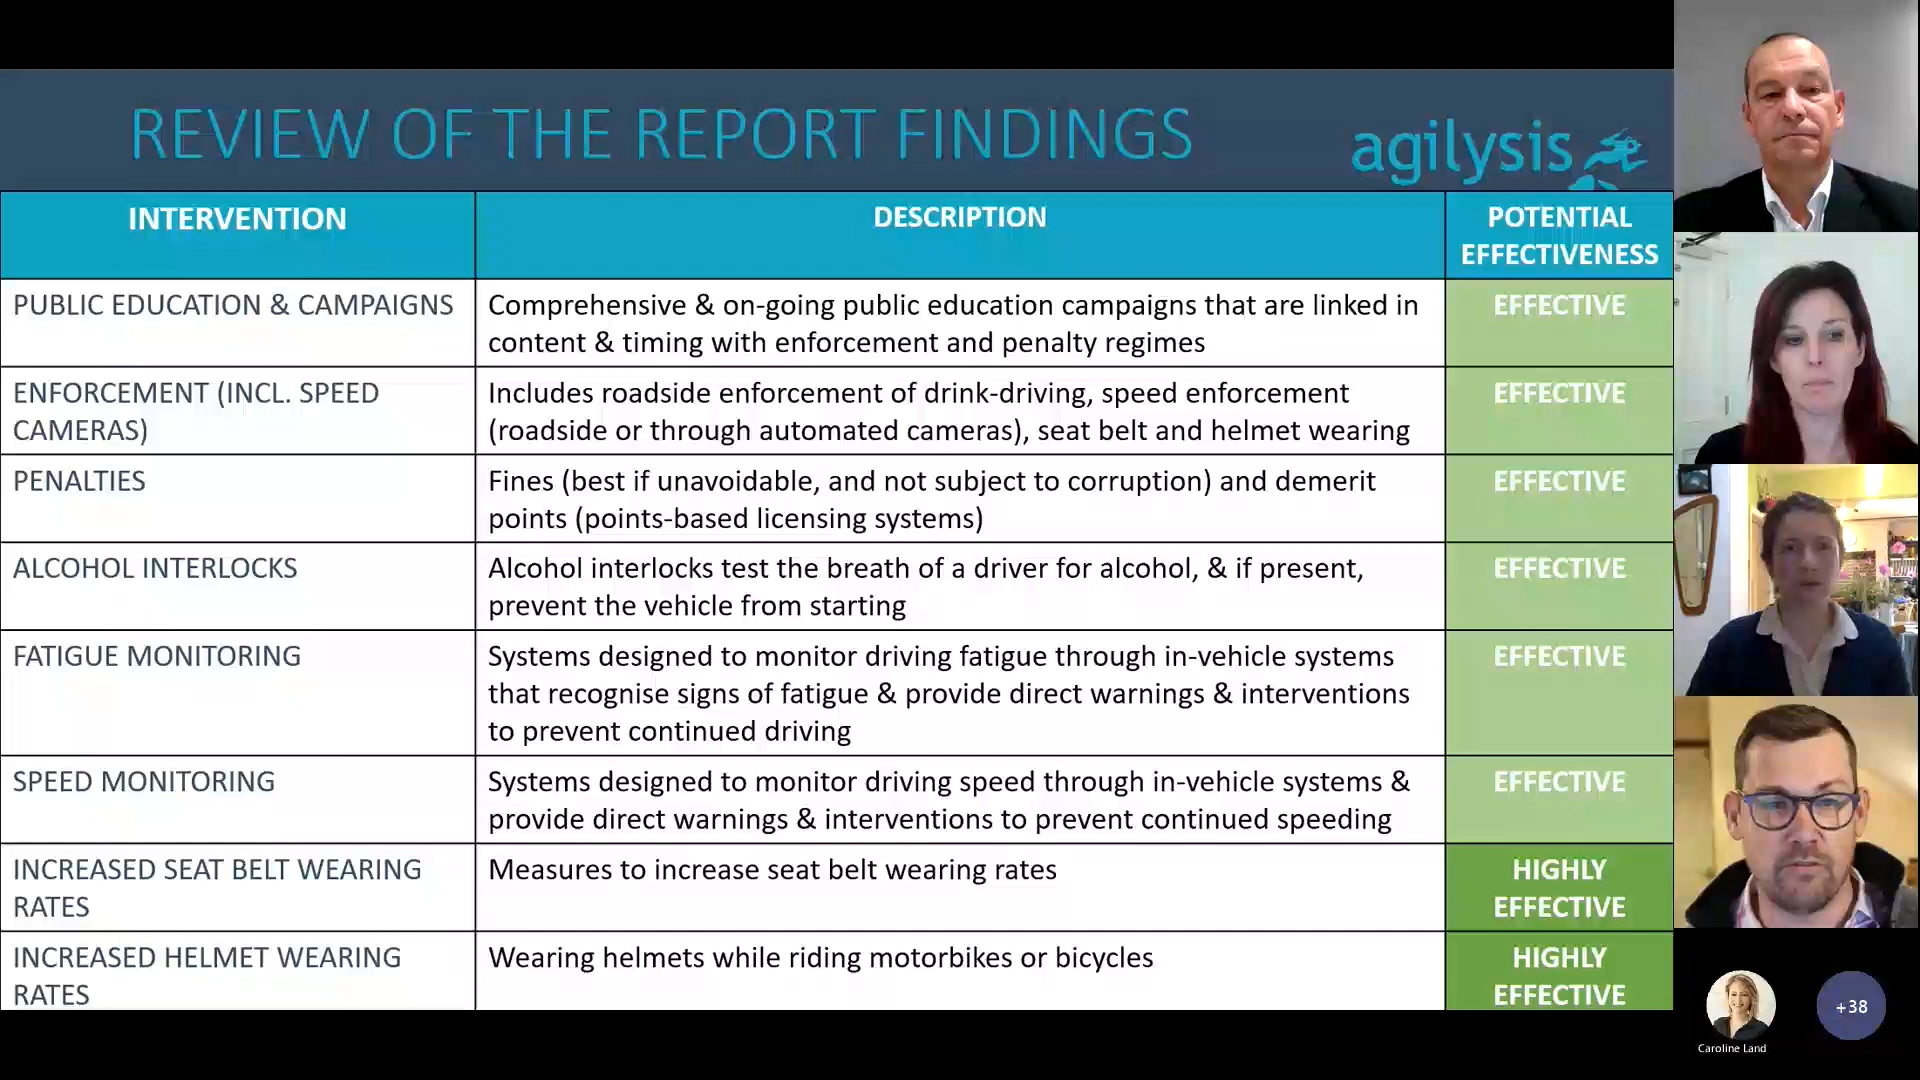 REVIEW OF THE REPORT FINDINGS
agilysis
INTERVENTION
DESCRIPTION
POTENTIAL
EFFECTIVENESS
PUBLIC EDUCATION & CAMPAIGNS
Comprehensive & on-going public education campaigns that are linked in
content & timing with enforcement and penalty regimes
EFFECTIVE
ENFORCEMENT (INCL. SPEED
CAMERAS)
Includes roadside enforcement of drink-driving, speed enforcement
(roadside or through automated cameras), seat belt and helmet wearing
EFFECTIVE
PENALTIES
Fines (best if unavoidable, and not subject to corruption) and demerit
points (points-based licensing systems)
EFFECTIVE
ALCOHOL INTERLOCKS
Alcohol interlocks test the breath of a driver for alcohol, & if present,
prevent the vehicle from starting
EFFECTIVE
FATIGUE MONITORING
Systems designed to monitor driving fatigue through in-vehicle systems
that recognise signs of fatigue & provide direct warnings & interventions
to prevent continued driving
EFFECTIVE
SPEED MONITORING
Systems designed to monitor driving speed through in-vehicle systems &
provide direct warnings & interventions to prevent continued speeding
EFFECTIVE
INCREASED SEAT BELT WEARING
RATES
Measures to increase seat belt wearing rates
HIGHLY
EFFECTIVE
INCREASED HELMET WEARING
RATES
Wearing helmets while riding motorbikes or bicycles
HIGHLY
EFFECTIVE
+38
Caroline Land